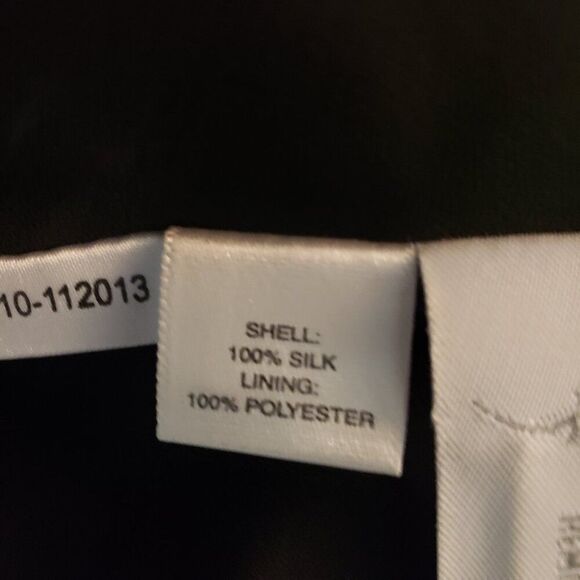 10-112013
SHELL:
100% SILK
LINING:
100% POLYESTER